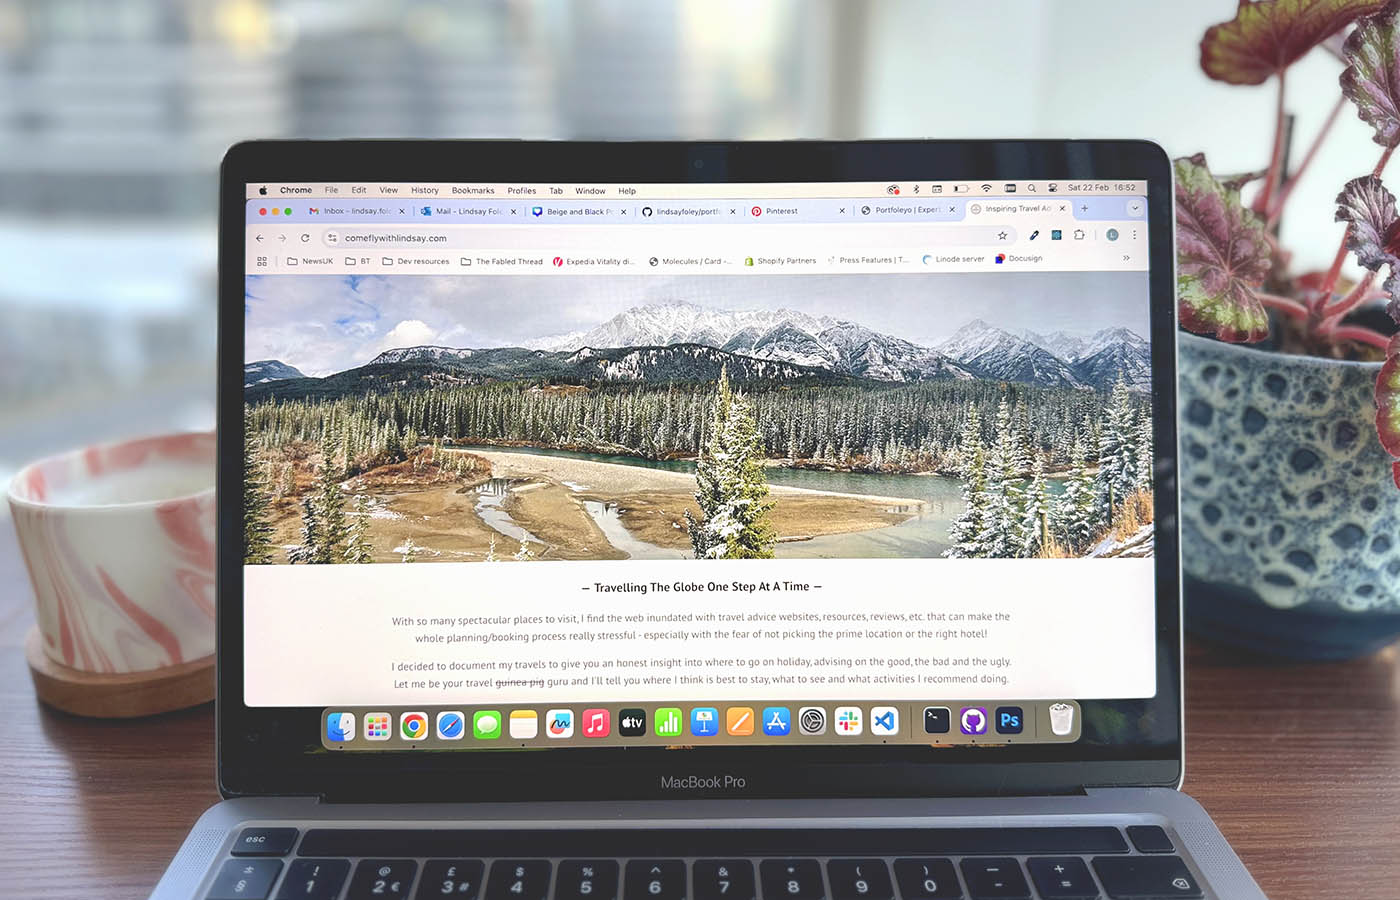 Chrome File Edit View History Bookmarks Profiles Tab Window Help Sat 22 Feb 16:52
Inbox – lindsay.fol Mail – Lindsay Fol Beige and Black Po lindsayfoley/portf Pinterest Portfoleyo | Expert Inspiring Travel Ad
comeflywithlindsay.com L
NewsUK BT Dev resources The Fabled Thread Expedia Vitality di... Molecules / Card -... Shopify Partners Press Features | T... Linode server Docusign »
— Travelling The Globe One Step At A Time —
With so many spectacular places to visit, I find the web inundated with travel advice websites, resources, reviews, etc. that can make the
whole planning/booking process really stressful - especially with the fear of not picking the prime location or the right hotel!
I decided to document my travels to give you an honest insight into where to go on holiday, advising on the good, the bad and the ugly.
Let me be your travel guinea pig guru and I'll tell you where I think is best to stay, what to see and what activities I recommend doing.
tv Ps
MacBook Pro
esc
± ! @ £ $ % ^ & * ( ) – +
§ 1 2 € 3 # 4 5 6 7 8 9 0 - =